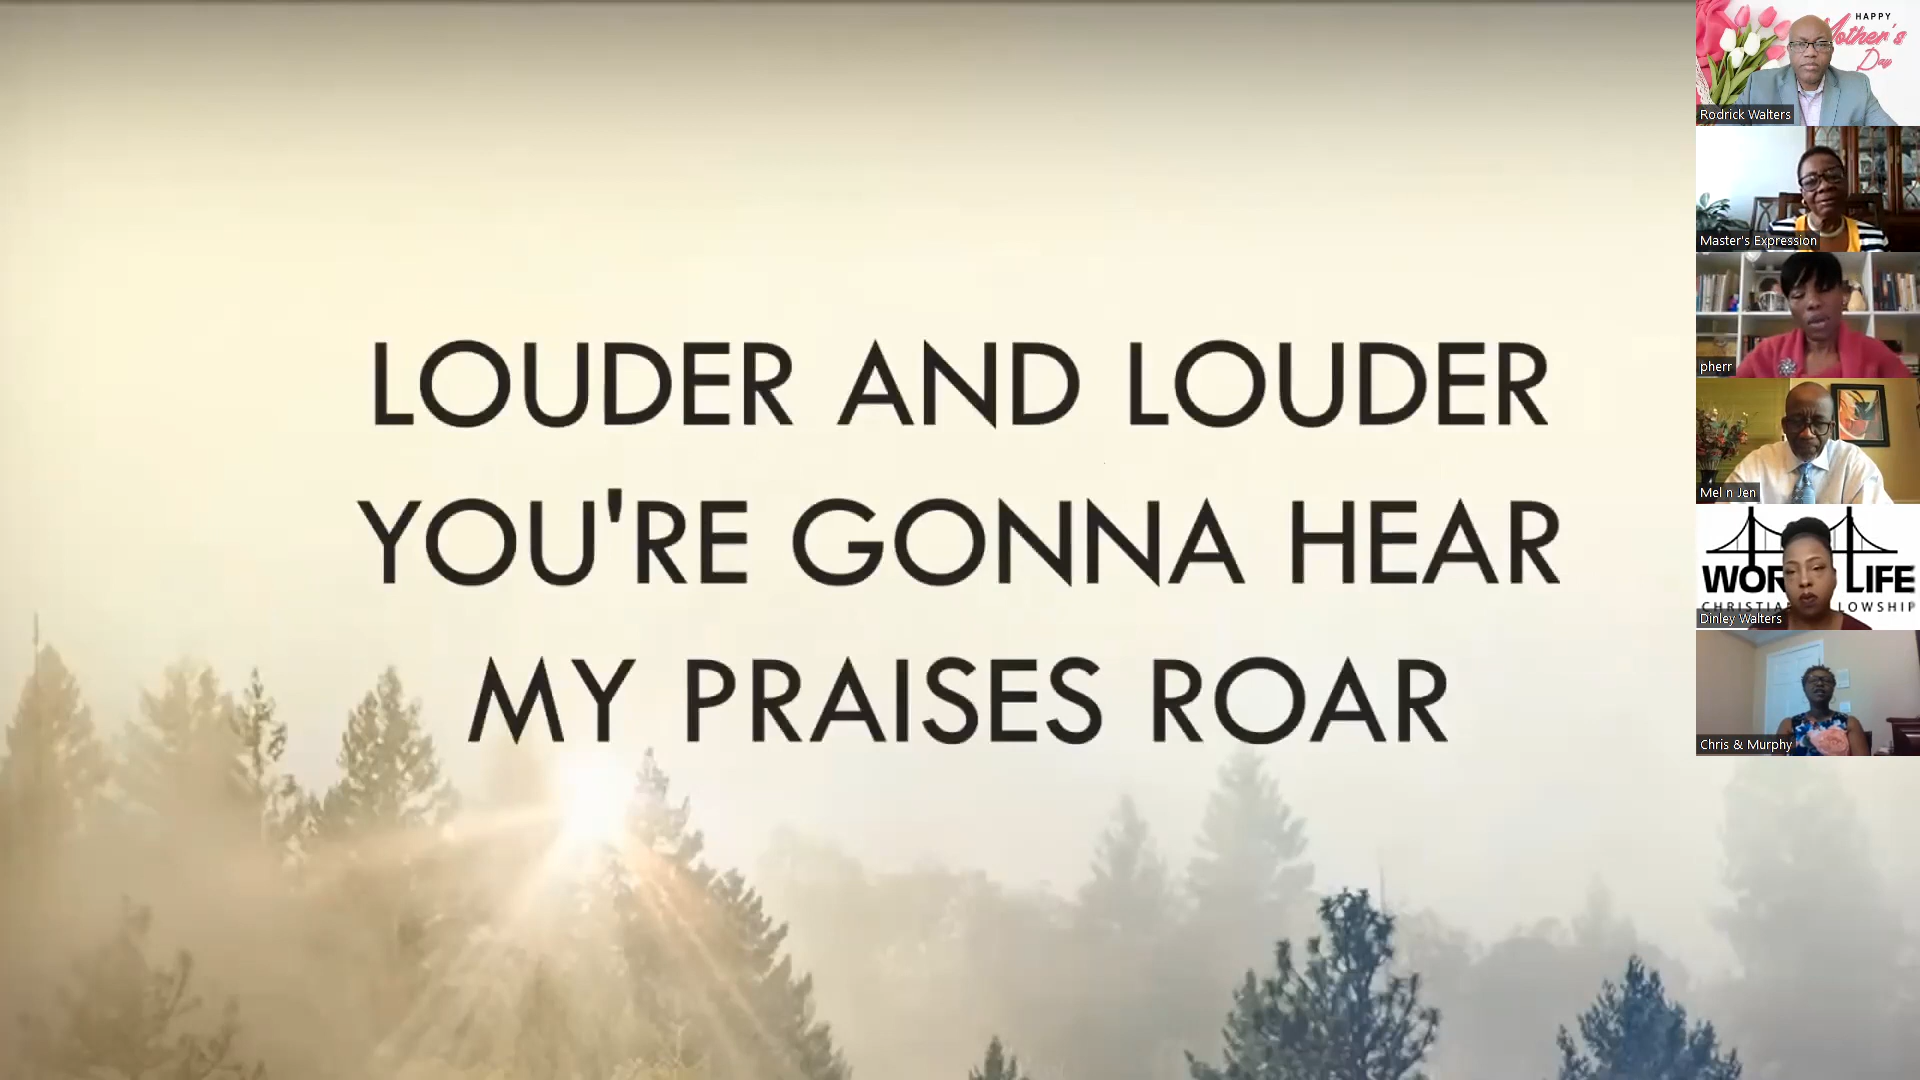 LOUDER AND LOUDER
YOU'RE GONNA HEAR
MY PRAISES ROAR
HAPPY
Mother's
Day
Rodrick Walters
Master's Expression
pherr
Mel n Jen
LIFE
Dinley Walters
Chris & Murphy